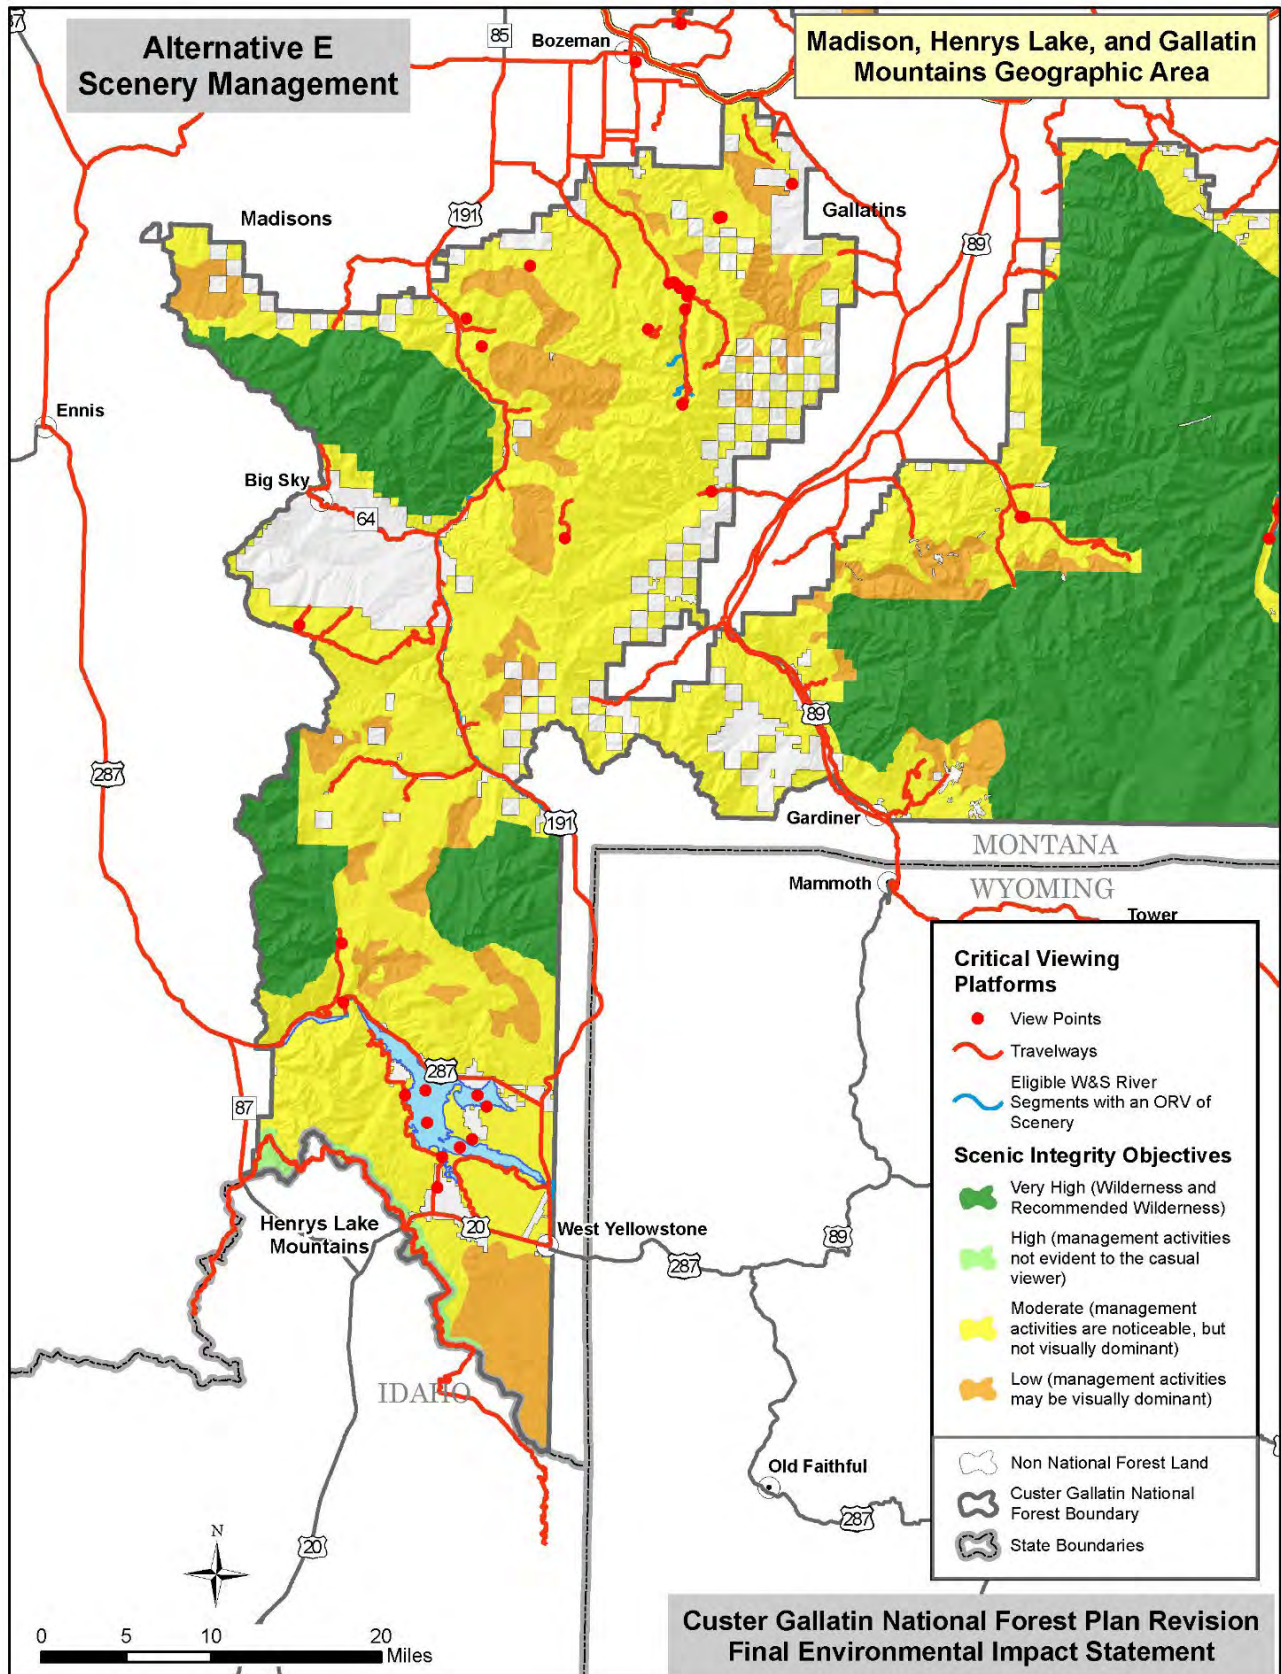 Alternative E
Scenery Management
Madison, Henrys Lake, and Gallatin
Mountains Geographic Area
85
Bozeman
Madisons
191
Gallatins
89
Ennis
Big Sky
64
89
287
191
Gardiner
MONTANA
Mammoth
WYOMING
Tower
287
87
Henrys Lake
Mountains
20
West Yellowstone
89
287
IDAHO
Old Faithful
287
20
Critical Viewing
Platforms
View Points
Travelways
Eligible W&S River
Segments with an ORV of
Scenery
Scenic Integrity Objectives
Very High (Wilderness and
Recommended Wilderness)
High (management activities
not evident to the casual
viewer)
Moderate (management
activities are noticeable, but
not visually dominant)
Low (management activities
may be visually dominant)
Non National Forest Land
Custer Gallatin National
Forest Boundary
State Boundaries
N
0 5 10 20
Miles
Custer Gallatin National Forest Plan Revision
Final Environmental Impact Statement